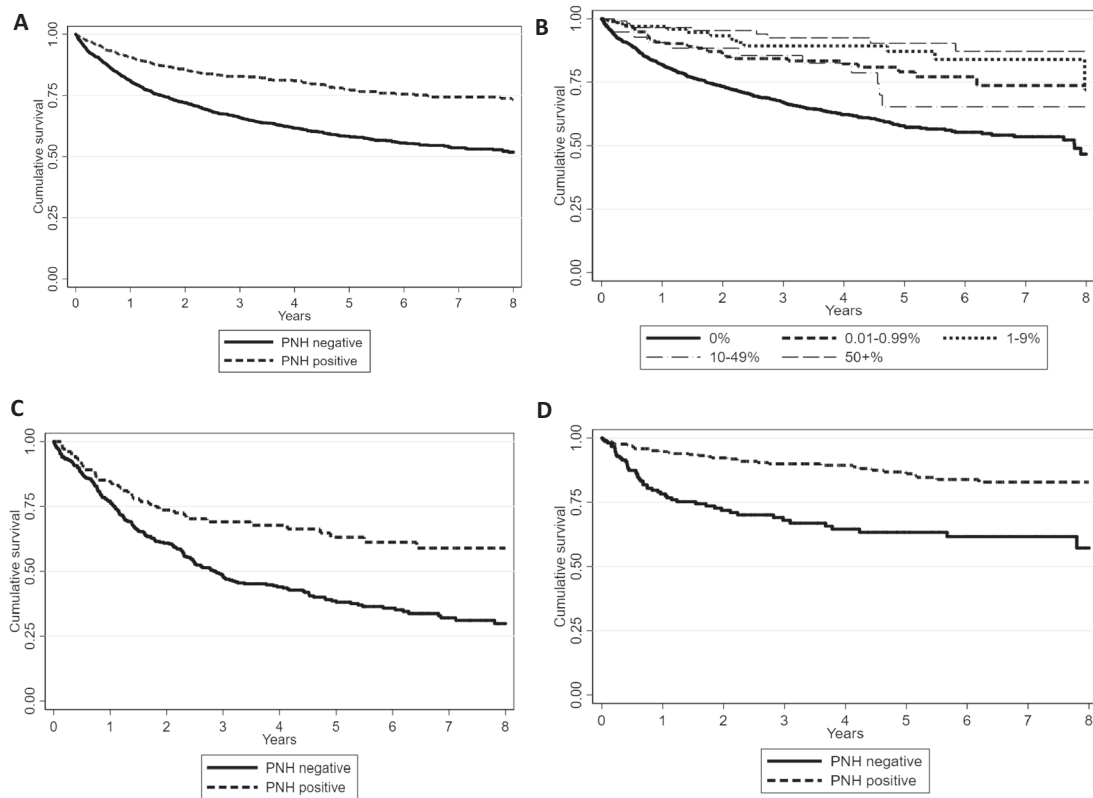 A
Cumulative survival
1.00
0.75
0.50
0.25
0.00
0 1 2 3 4 5 6 7 8
Years
PNH negative
PNH positive
B
Cumulative survival
1.00
0.75
0.50
0.25
0.00
0 1 2 3 4 5 6 7 8
Years
0% 0.01-0.99% 1-9%
10-49% 50+%
C
Cumulative survival
1.00
0.75
0.50
0.25
0.00
0 1 2 3 4 5 6 7 8
Years
PNH negative
PNH positive
D
Cumulative survival
1.00
0.75
0.50
0.25
0.00
0 1 2 3 4 5 6 7 8
Years
PNH negative
PNH positive